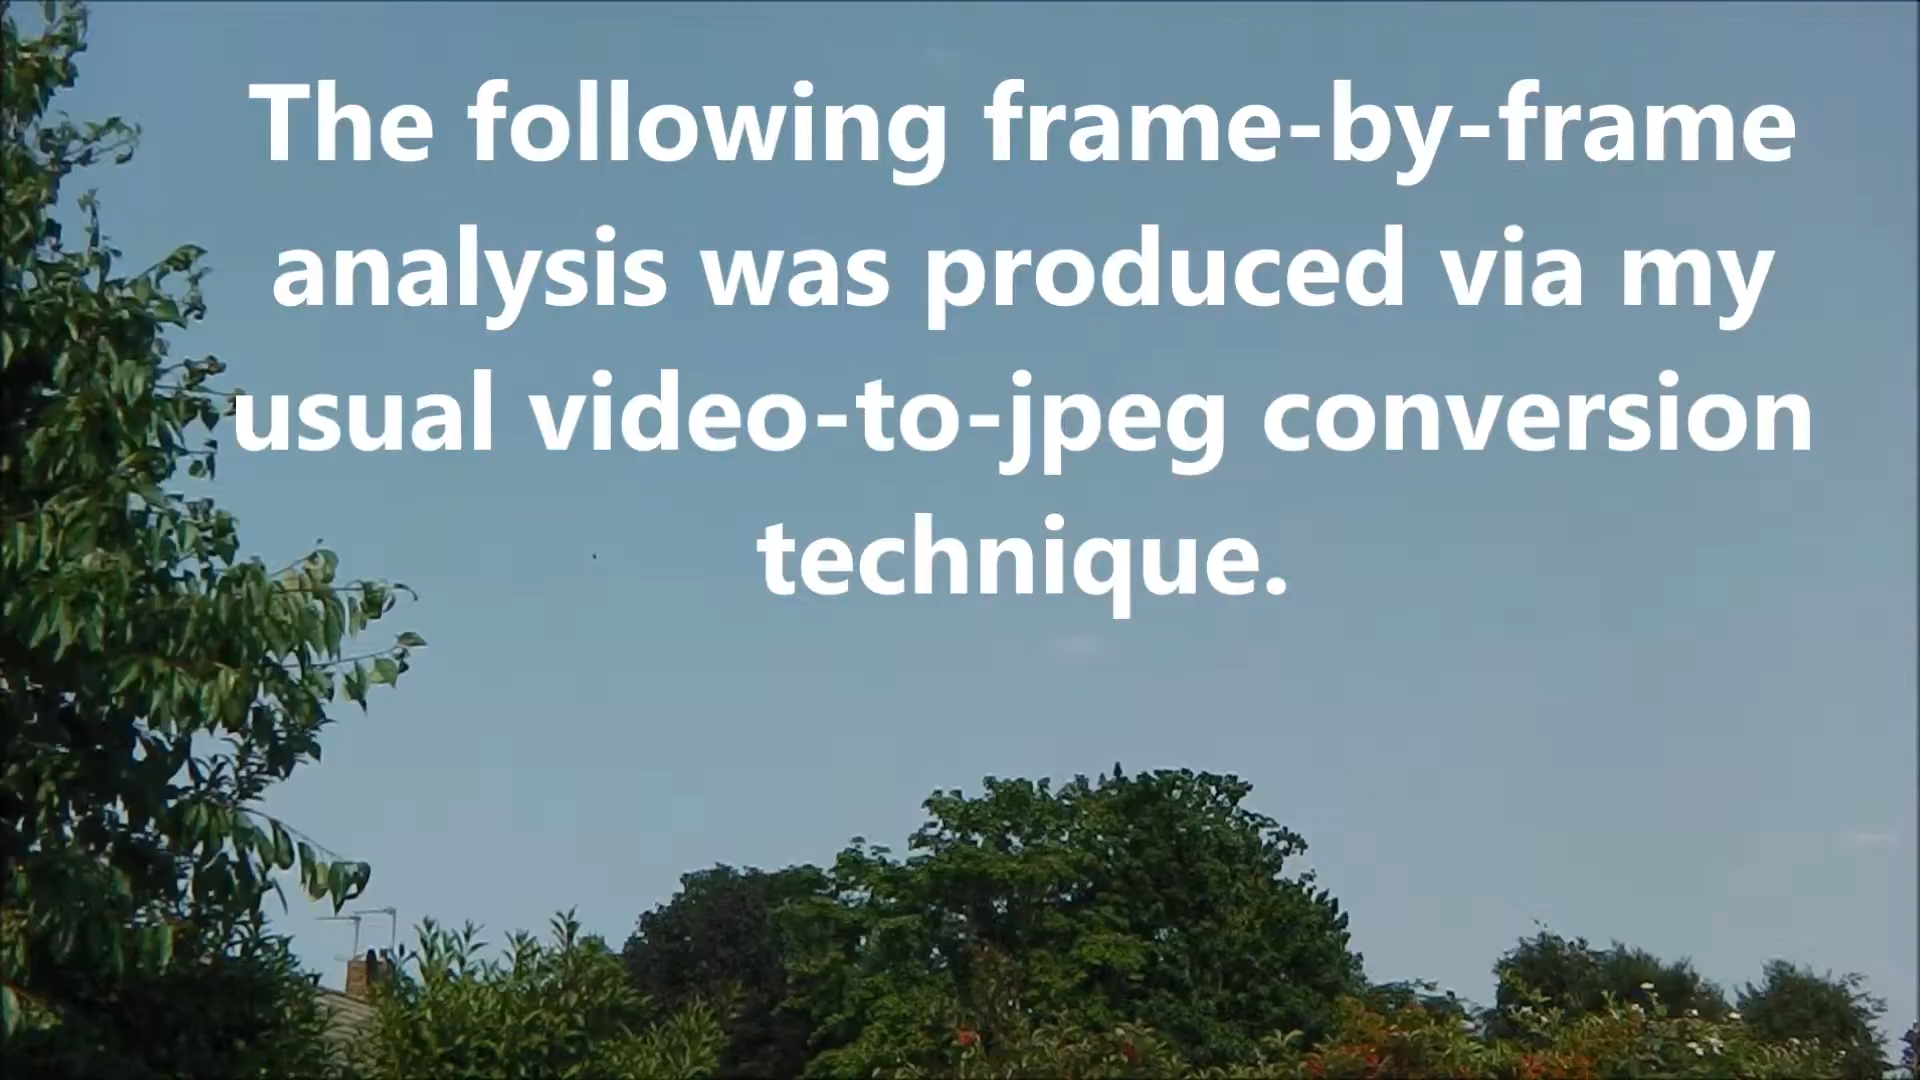 The following frame-by-frame
analysis was produced via my
usual video-to-jpeg conversion
technique.